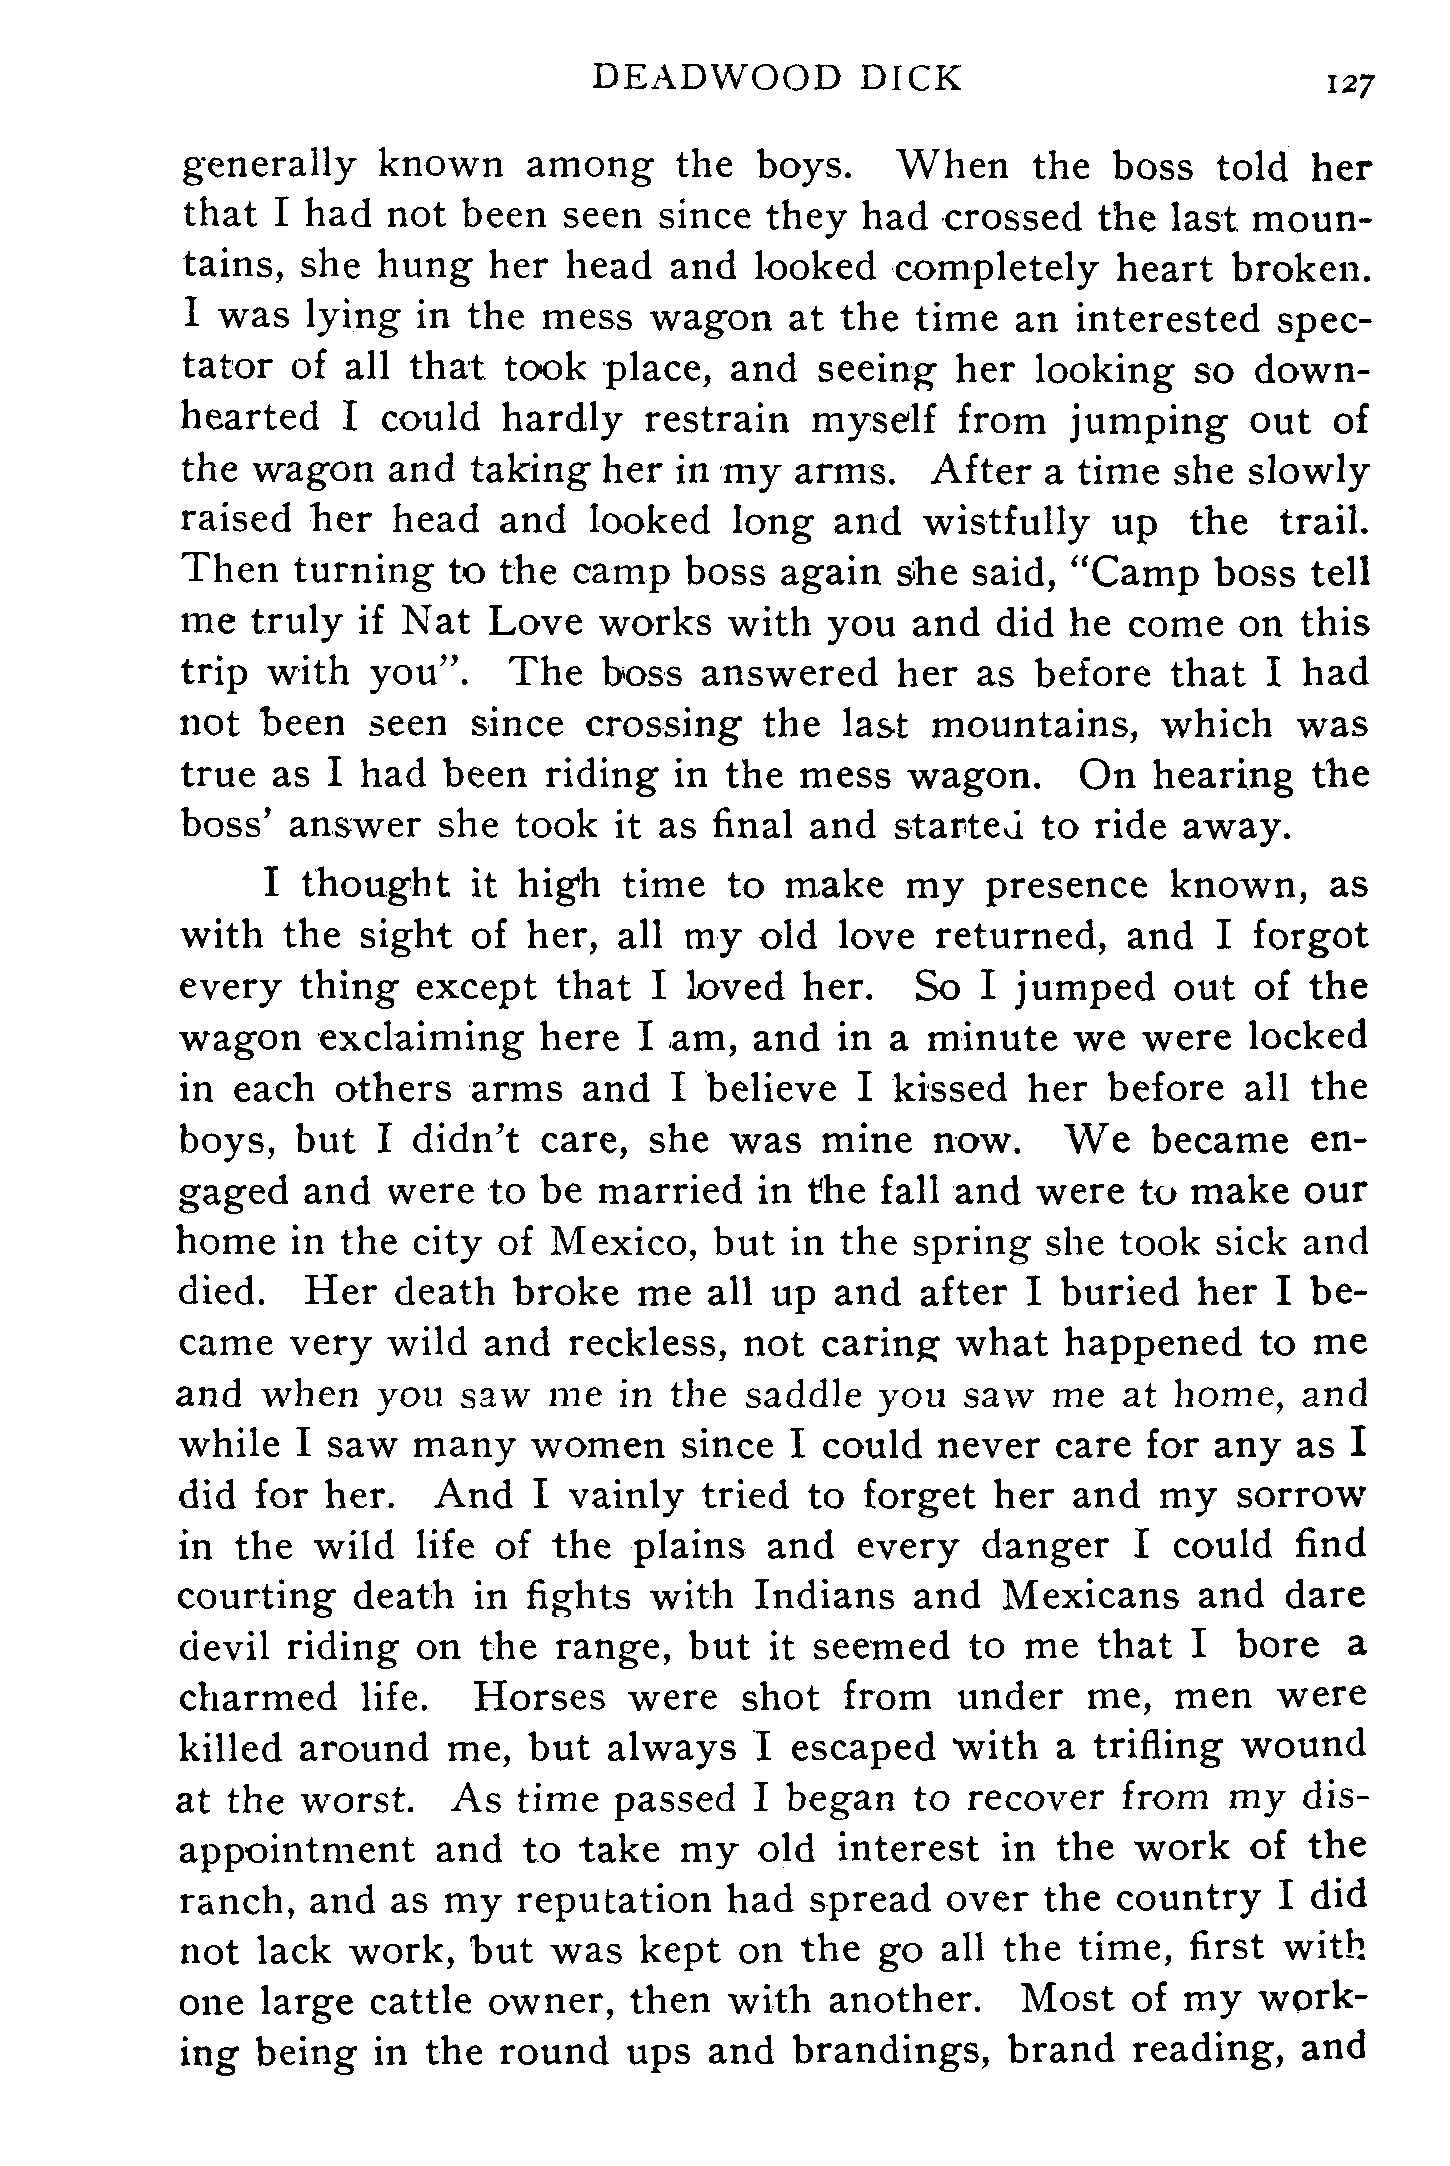 DEADWOOD DICK 127
generally known among the boys. When the boss told her
that I had not been seen since they had crossed the last moun-
tains, she hung her head and looked completely heart broken.
I was lying in the mess wagon at the time an interested spec-
tator of all that took place, and seeing her looking so down-
hearted I could hardly restrain myself from jumping out of
the wagon and taking her in my arms. After a time she slowly
raised her head and looked long and wistfully up the trail.
Then turning to the camp boss again she said, “Camp boss tell
me truly if Nat Love works with you and did he come on this
trip with you”. The boss answered her as before that I had
not been seen since crossing the last mountains, which was
true as I had been riding in the mess wagon. On hearing the
boss’ answer she took it as final and started to ride away.
I thought it high time to make my presence known, as
with the sight of her, all my old love returned, and I forgot
every thing except that I loved her. So I jumped out of the
wagon exclaiming here I am, and in a minute we were locked
in each others arms and I believe I kissed her before all the
boys, but I didn’t care, she was mine now. We became en-
gaged and were to be married in the fall and were to make our
home in the city of Mexico, but in the spring she took sick and
died. Her death broke me all up and after I buried her I be-
came very wild and reckless, not caring what happened to me
and when you saw me in the saddle you saw me at home, and
while I saw many women since I could never care for any as I
did for her. And I vainly tried to forget her and my sorrow
in the wild life of the plains and every danger I could find
courting death in fights with Indians and Mexicans and dare
devil riding on the range, but it seemed to me that I bore a
charmed life. Horses were shot from under me, men were
killed around me, but always I escaped with a trifling wound
at the worst. As time passed I began to recover from my dis-
appointment and to take my old interest in the work of the
ranch, and as my reputation had spread over the country I did
not lack work, but was kept on the go all the time, first with
one large cattle owner, then with another. Most of my work-
ing being in the round ups and brandings, brand reading, and